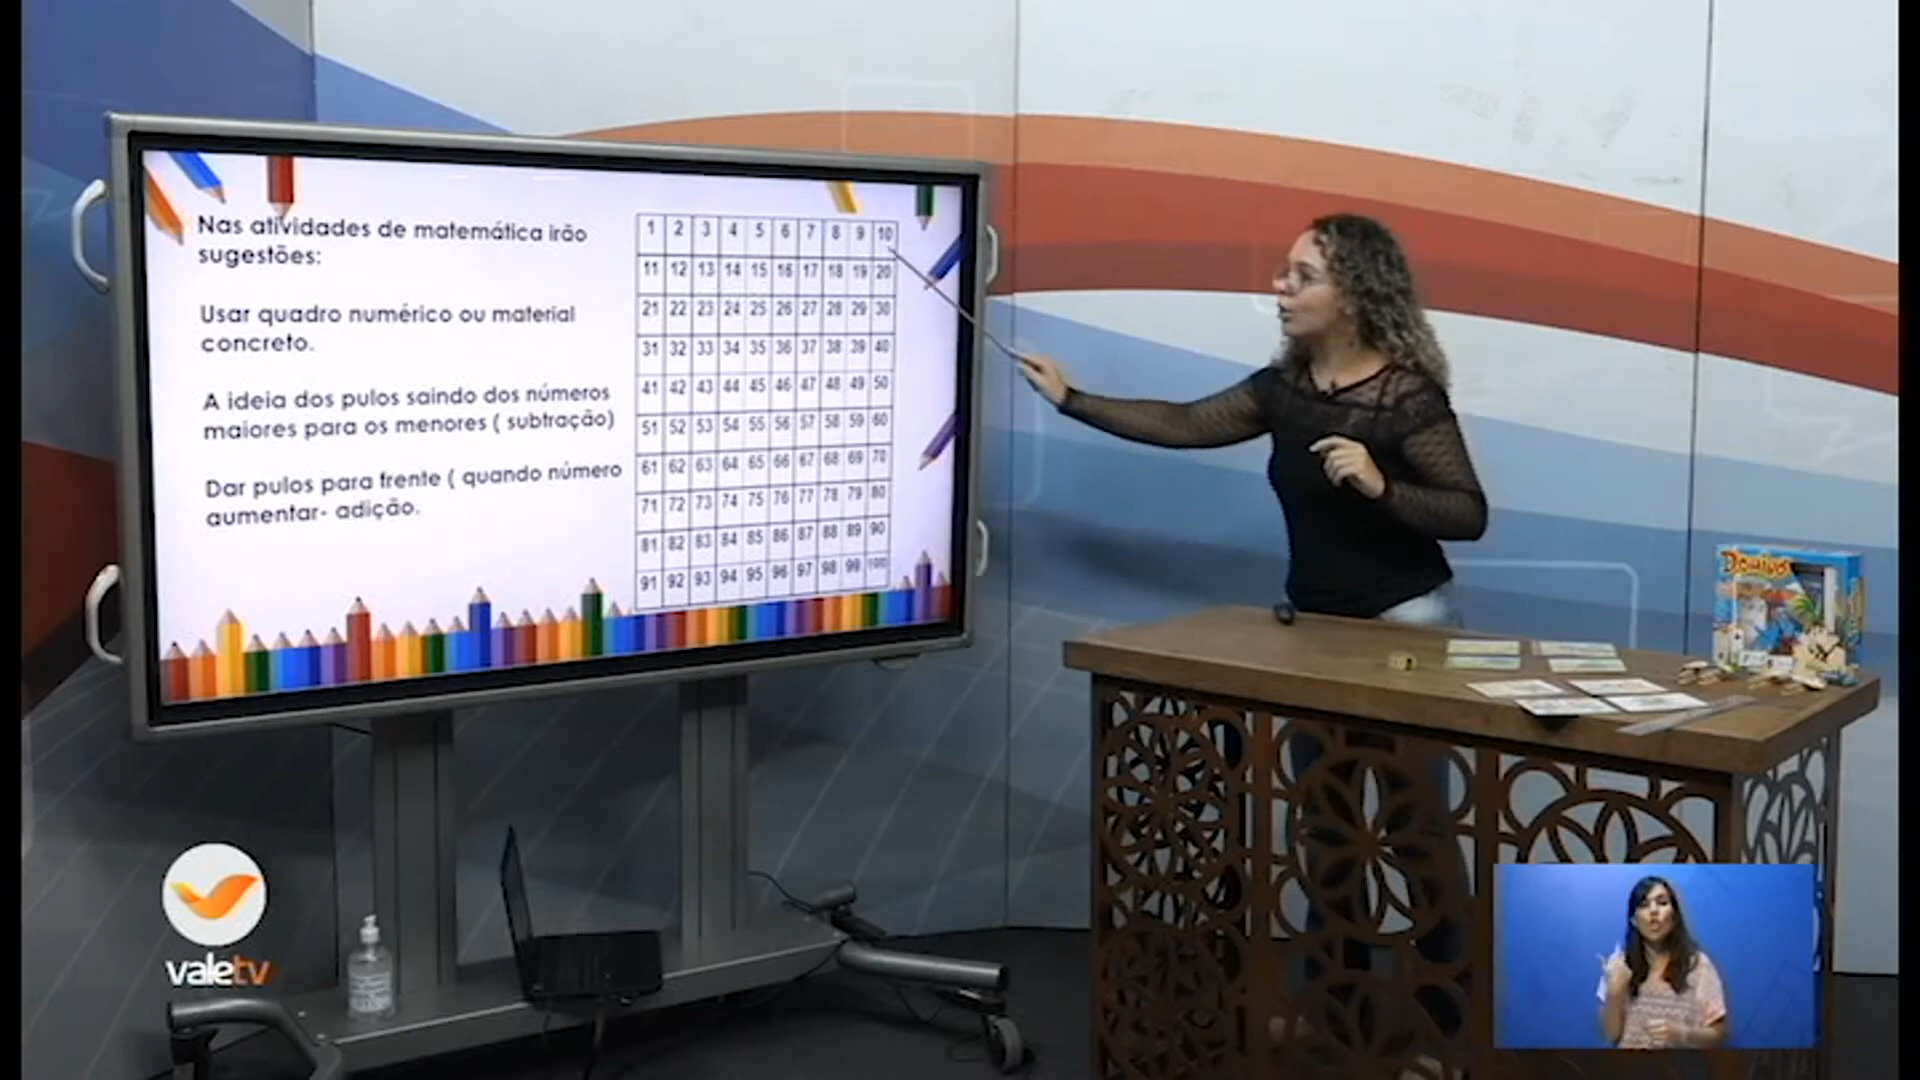 Nas atividades de matemática irão
sugestões:
Usar quadro numérico ou material
concreto.
A ideia dos pulos saindo dos números
maiores para os menores ( subtração)
Dar pulos para frente ( quando número
aumentar- adição.
1 2 3 4 5 6 7 8 9 10
11 12 13 14 15 16 17 18 19 20
21 22 23 24 25 26 27 28 29 30
31 32 33 34 35 36 37 38 39 40
41 42 43 44 45 46 47 48 49 50
51 52 53 54 55 56 57 58 59 60
61 62 63 64 65 66 67 68 69 70
71 72 73 74 75 76 77 78 79 80
81 82 83 84 85 86 87 88 89 90
91 92 93 94 95 96 97 98 99 100
Dominó
valetv